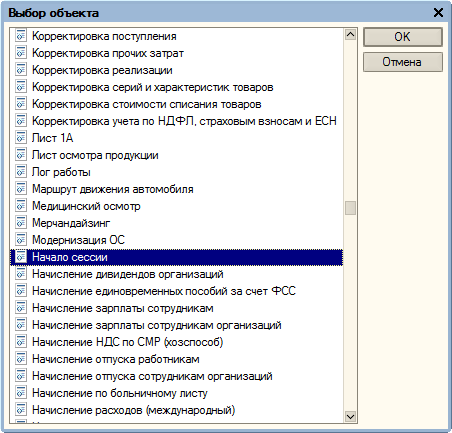 Выбор объекта
Корректировка поступления
OK
Корректировка прочих затрат
Отмена
Корректировка реализации
Корректировка серий и характеристик товаров
Корректировка стоимости списания товаров
Корректировка учета по НДФЛ, страховым взносам и ЕСН
Лист 1А
Лист осмотра продукции
Лог работы
Маршрут движения автомобиля
Медицинский осмотр
Мерчандайзинг
Модернизация ОС
Начало сессии
Начисление дивидендов организаций
Начисление единовременных пособий за счет ФСС
Начисление зарплаты сотрудникам
Начисление зарплаты сотрудникам организаций
Начисление НДС по СМР (хозспособ)
Начисление отпуска работникам
Начисление отпуска сотрудникам организаций
Начисление по больничному листу
Начисление расходов (международный)